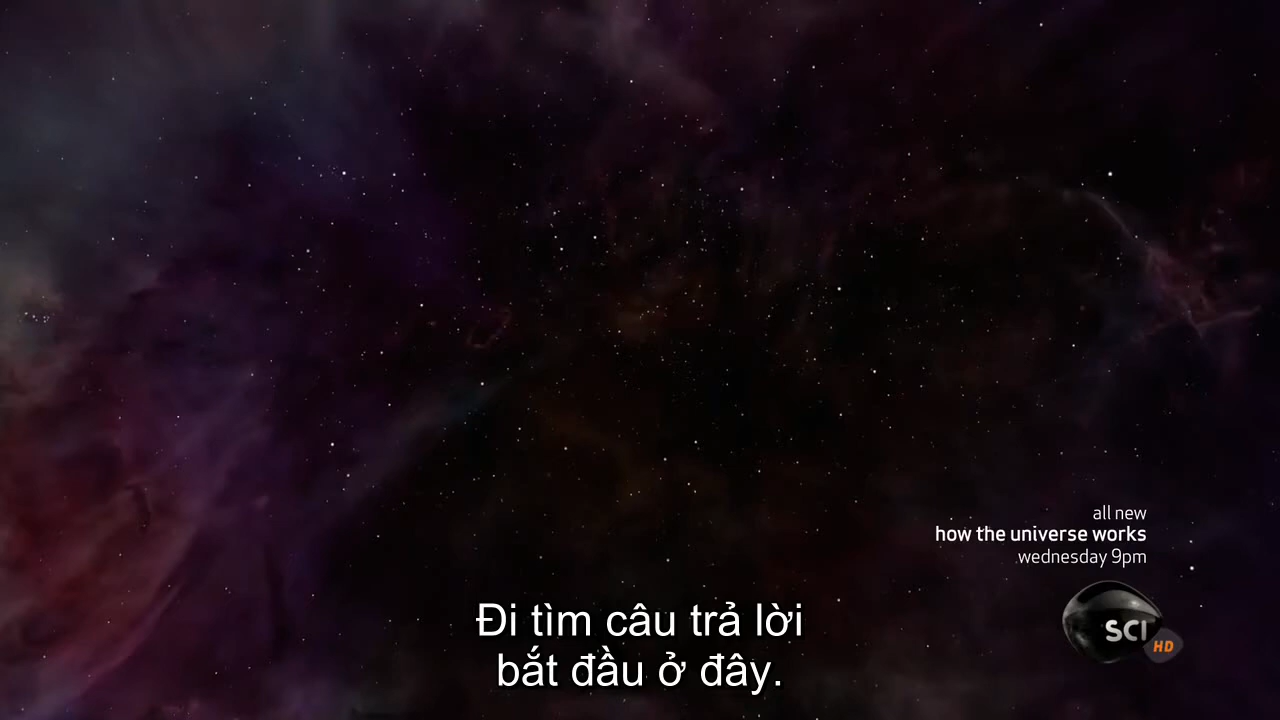 all new
how the universe works
wednesday 9pm
SCI
HD
Đi tìm câu trả lời
bắt đầu ở đây.